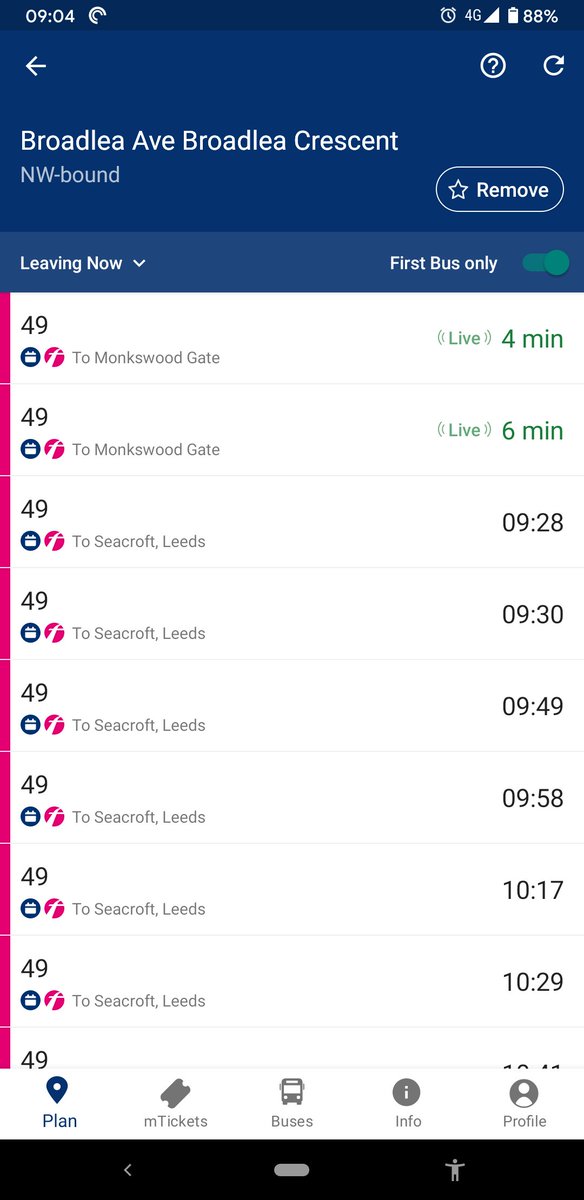 09:04 4G 88%
Broadlea Ave Broadlea Crescent
NW-bound
Remove
Leaving Now First Bus only
49
To Monkswood Gate
Live 4 min
49
To Monkswood Gate
Live 6 min
49
To Seacroft, Leeds
09:28
49
To Seacroft, Leeds
09:30
49
To Seacroft, Leeds
09:49
49
To Seacroft, Leeds
09:58
49
To Seacroft, Leeds
10:17
49
To Seacroft, Leeds
10:29
49
Plan mTickets Buses Info Profile